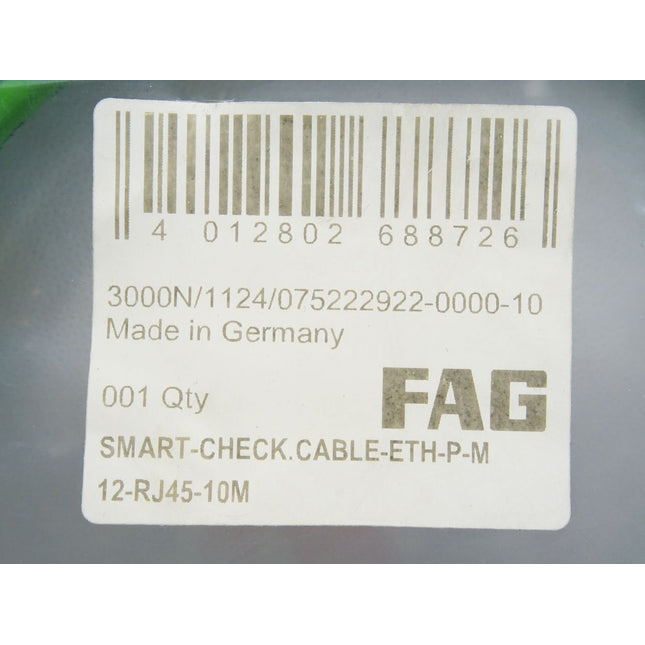 4 012802 688726
3000N/1124/075222922-0000-10
Made in Germany
001 Qty
FAG
SMART-CHECK.CABLE-ETH-P-M
12-RJ45-10M